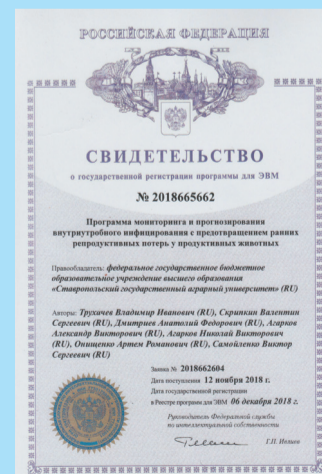 РОССИЙСКАЯ ФЕДЕРАЦИЯ
СВИДЕТЕЛЬСТВО
о государственной регистрации программы для ЭВМ
№ 2018665662
Программа мониторинга и прогнозирования
внутриутробного инфицирования с предотвращением ранних
репродуктивных потерь у продуктивных животных
Правообладатель: федеральное государственное бюджетное
образовательное учреждение высшего образования
«Ставропольский государственный аграрный университет» (RU)
Авторы: Трухачев Владимир Иванович (RU), Скрипкин Валентин
Сергеевич (RU), Дмитриев Анатолий Федорович (RU), Агарков
Александр Викторович (RU), Агарков Николай Викторович
(RU), Онищенко Артем Романович (RU), Самойленко Виктор
Сергеевич (RU)
Заявка № 2018662604
Дата поступления 12 ноября 2018 г.
Дата государственной регистрации
в Реестре программ для ЭВМ 06 декабря 2018 г.
Руководитель Федеральной службы
по интеллектуальной собственности
Г.П. Ивлиев